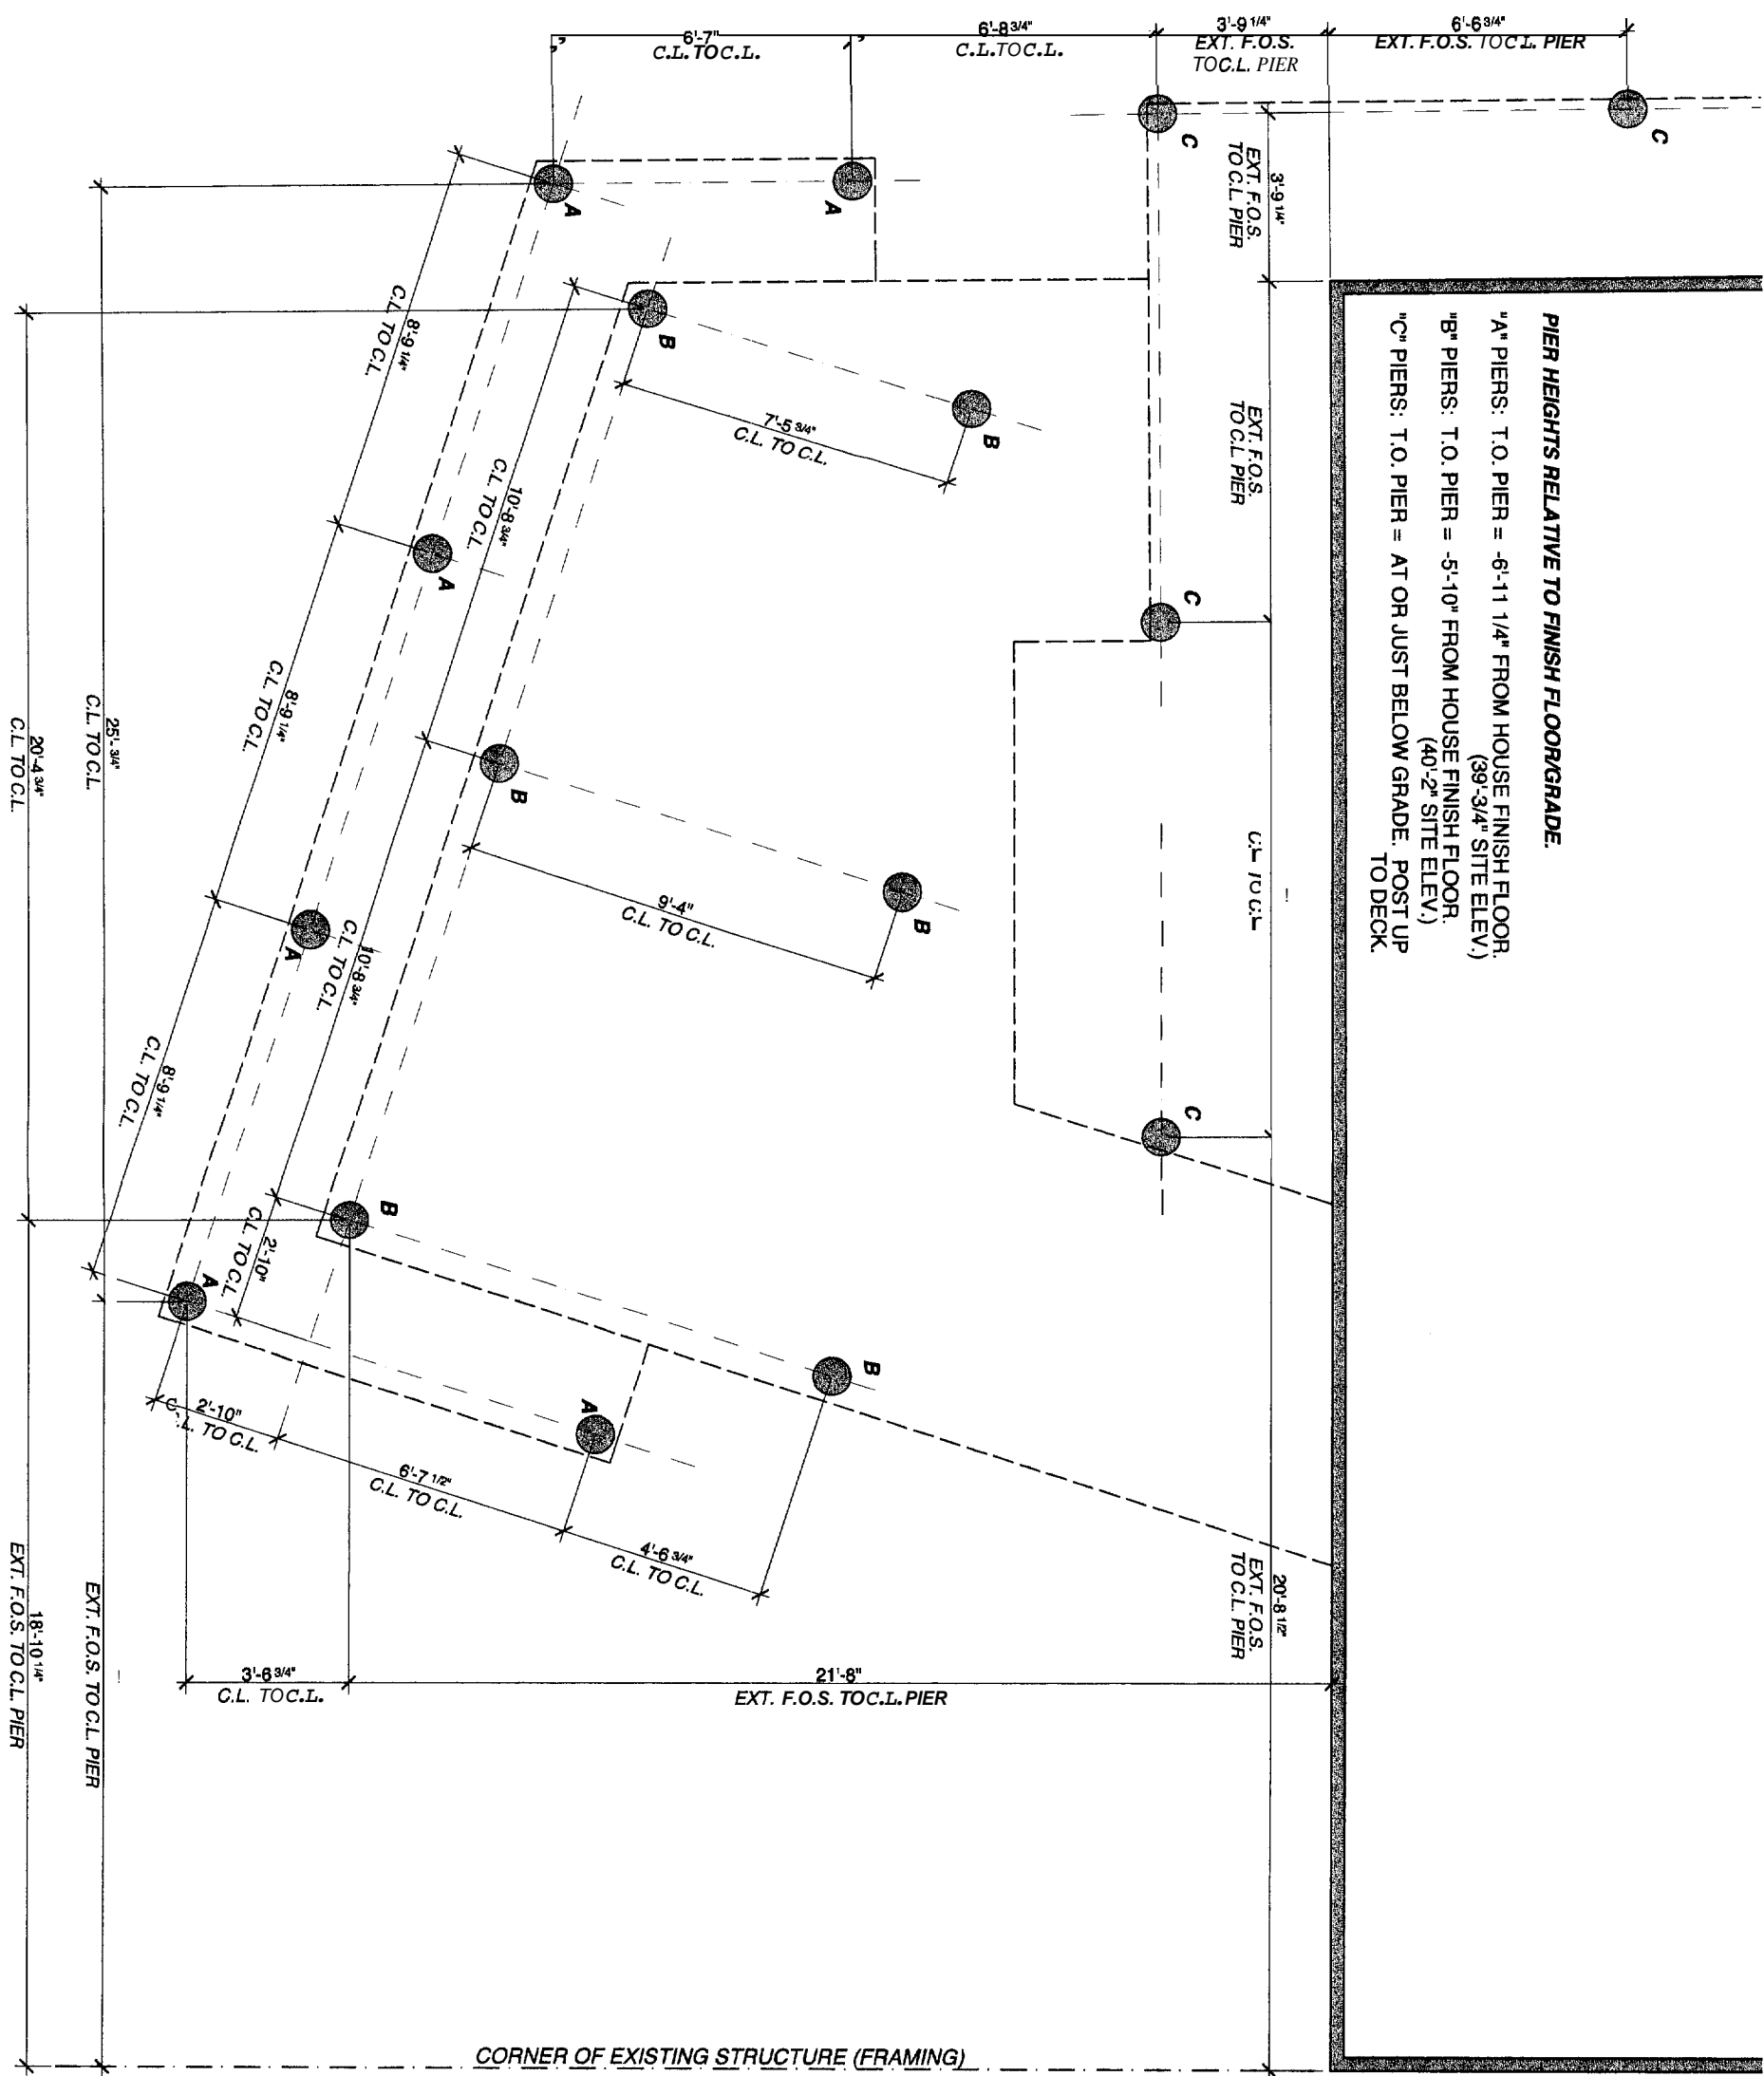 6'-7"
C.L. TO C.L.
6'-8 3/4"
C.L. TO C.L.
3'-9 1/4"
EXT. F.O.S.
TO C.L. PIER
6'-6 3/4"
EXT. F.O.S. TO C.L. PIER
C
C
3'-9 1/4"
EXT. F.O.S.
TO C.L. PIER
A
A
PIER HEIGHTS RELATIVE TO FINISH FLOOR/GRADE.
"A" PIERS: T.O. PIER = -6'-11 1/4" FROM HOUSE FINISH FLOOR.
(39'-3/4" SITE ELEV.)
"B" PIERS: T.O. PIER = -5'-10" FROM HOUSE FINISH FLOOR.
(40'-2" SITE ELEV.)
"C" PIERS: T.O. PIER = AT OR JUST BELOW GRADE. POST UP
TO DECK.
B
B
7'-5 3/4"
C.L. TO C.L.
EXT. F.O.S.
TO C.L. PIER
8'-9 1/4"
C.L. TO C.L.
10'-8 3/4"
C.L. TO C.L.
A
C
8'-9 1/4"
C.L. TO C.L.
B
9'-4"
C.L. TO C.L.
B
C.L. TO C.L.
25'- 3/4"
C.L. TO C.L.
20'-4 3/4"
C.L. TO C.L.
A
10'-8 3/4"
C.L. TO C.L.
8'-9 1/4"
C.L. TO C.L.
C
B
2'-10"
C.L. TO C.L.
A
B
A
2'-10"
C.L. TO C.L.
6'-7 1/2"
C.L. TO C.L.
4'-6 3/4"
C.L. TO C.L.
20'-8 1/2"
EXT. F.O.S.
TO C.L. PIER
3'-6 3/4"
C.L. TO C.L.
21'-8"
EXT. F.O.S. TO C.L. PIER
EXT. F.O.S. TO C.L. PIER
18'-10 1/4"
EXT. F.O.S. TO C.L. PIER
CORNER OF EXISTING STRUCTURE (FRAMING)